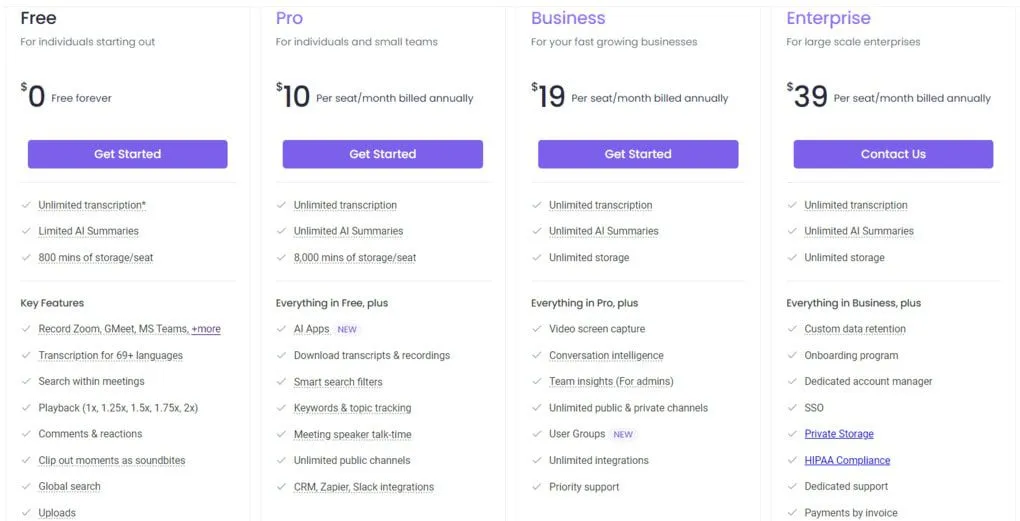 Free
For individuals starting out
$0 Free forever
Get Started
Unlimited transcription*
Limited AI Summaries
800 mins of storage/seat
Key Features
Record Zoom, GMeet, MS Teams, +more
Transcription for 69+ languages
Search within meetings
Playback (1x, 1.25x, 1.5x, 1.75x, 2x)
Comments & reactions
Clip out moments as soundbites
Global search
Uploads
Pro
For individuals and small teams
$10 Per seat/month billed annually
Get Started
Unlimited transcription
Unlimited AI Summaries
8,000 mins of storage/seat
Everything in Free, plus
AI Apps NEW
Download transcripts & recordings
Smart search filters
Keywords & topic tracking
Meeting speaker talk-time
Unlimited public channels
CRM, Zapier, Slack integrations
Business
For your fast growing businesses
$19 Per seat/month billed annually
Get Started
Unlimited transcription
Unlimited AI Summaries
Unlimited storage
Everything in Pro, plus
Video screen capture
Conversation intelligence
Team insights (For admins)
Unlimited public & private channels
User Groups NEW
Unlimited integrations
Priority support
Enterprise
For large scale enterprises
$39 Per seat/month billed annually
Contact Us
Unlimited transcription
Unlimited AI Summaries
Unlimited storage
Everything in Business, plus
Custom data retention
Onboarding program
Dedicated account manager
SSO
Private Storage
HIPAA Compliance
Dedicated support
Payments by invoice